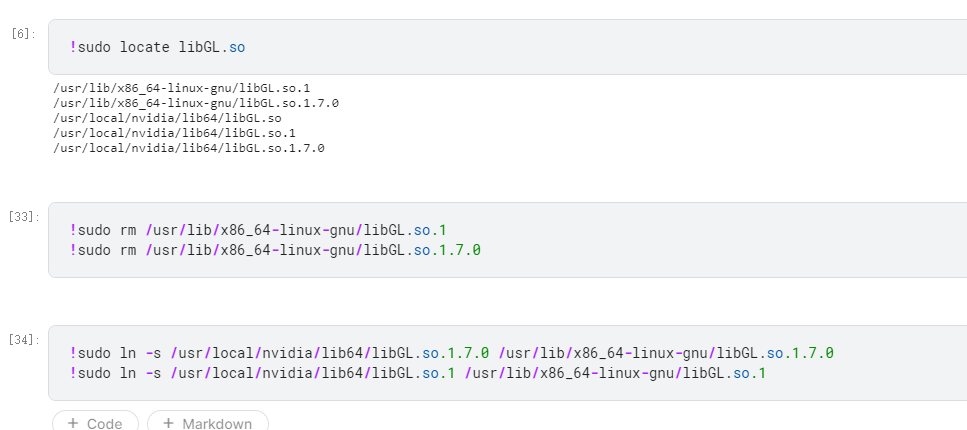 [6]:
!sudo locate libGL.so
/usr/lib/x86_64-linux-gnu/libGL.so.1
/usr/lib/x86_64-linux-gnu/libGL.so.1.7.0
/usr/local/nvidia/lib64/libGL.so
/usr/local/nvidia/lib64/libGL.so.1
/usr/local/nvidia/lib64/libGL.so.1.7.0
[33]:
!sudo rm /usr/lib/x86_64-linux-gnu/libGL.so.1
!sudo rm /usr/lib/x86_64-linux-gnu/libGL.so.1.7.0
[34]:
!sudo ln -s /usr/local/nvidia/lib64/libGL.so.1.7.0 /usr/lib/x86_64-linux-gnu/libGL.so.1.7.0
!sudo ln -s /usr/local/nvidia/lib64/libGL.so.1 /usr/lib/x86_64-linux-gnu/libGL.so.1
+ Code + Markdown